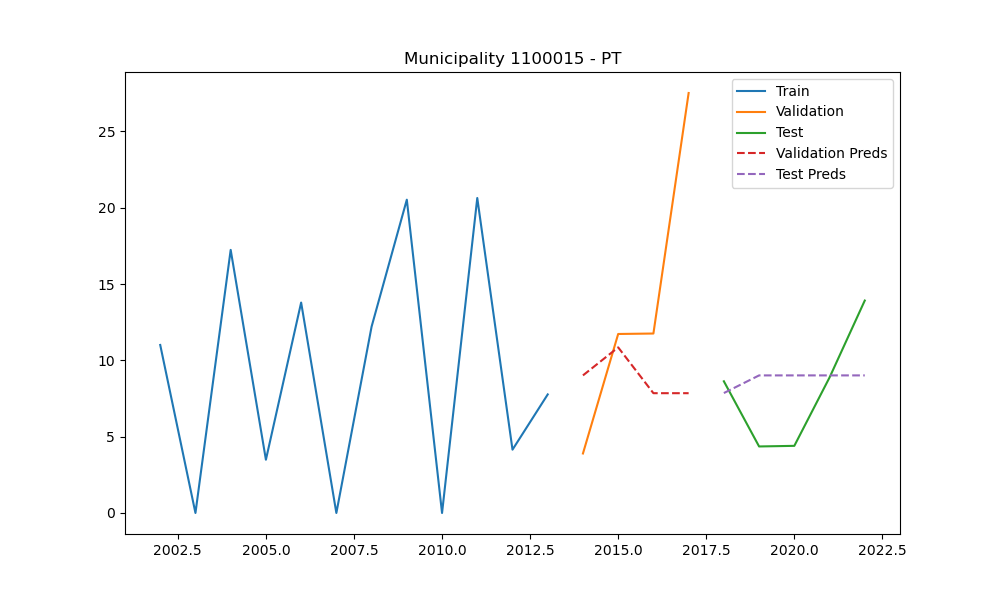 Municipality 1100015 - PT
Train
Validation
Test
Validation Preds
Test Preds
25
20
15
10
5
0
2002.5 2005.0 2007.5 2010.0 2012.5 2015.0 2017.5 2020.0 2022.5